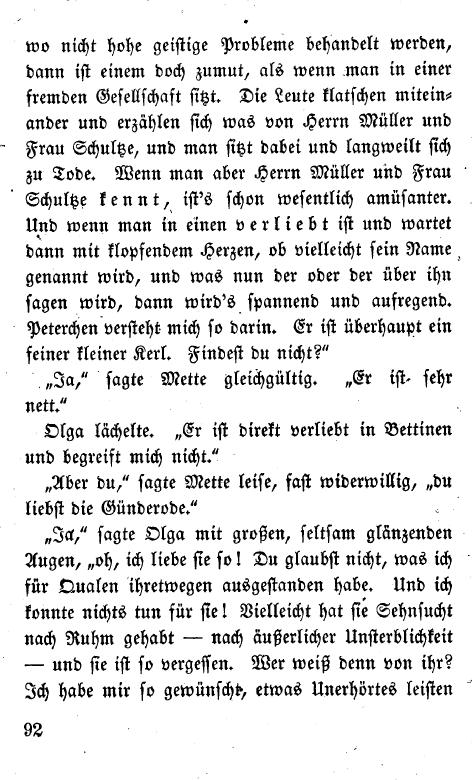 wo nicht hohe geistige Probleme behandelt werden,
dann ist einem doch zumut, als wenn man in einer
fremden Gesellschaft sitzt. Die Leute klatschen mitein-
ander und erzählen sich was von Herrn Müller und
Frau Schultze, und man sitzt dabei und langweilt sich
zu Tode. Wenn man aber Herrn Müller und Frau
Schultze kennt, ist's schon wesentlich amüsanter.
Und wenn man in einen verliebt ist und wartet
dann mit klopfendem Herzen, ob vielleicht sein Name
genannt wird, und was nun der oder der über ihn
sagen wird, dann wird's spannend und aufregend.
Peterchen versteht mich so darin. Er ist überhaupt ein
feiner kleiner Kerl. Findest du nicht?“
„Ja,“ sagte Mette gleichgültig. „Er ist sehr
nett.“
Olga lächelte. „Er ist direkt verliebt in Bettinen
und begreift mich nicht.“
„Aber du,“ sagte Mette leise, fast widerwillig, „du
liebst die Günderode.“
„Ja,“ sagte Olga mit großen, seltsam glänzenden
Augen, „oh, ich liebe sie so! Du glaubst nicht, was ich
für Qualen ihretwegen ausgestanden habe. Und ich
konnte nichts tun für sie! Vielleicht hat sie Sehnsucht
nach Ruhm gehabt — nach äußerlicher Unsterblichkeit
— und sie ist so vergessen. Wer weiß denn von ihr?
Ich habe mir so gewünscht, etwas Unerhörtes leisten
92